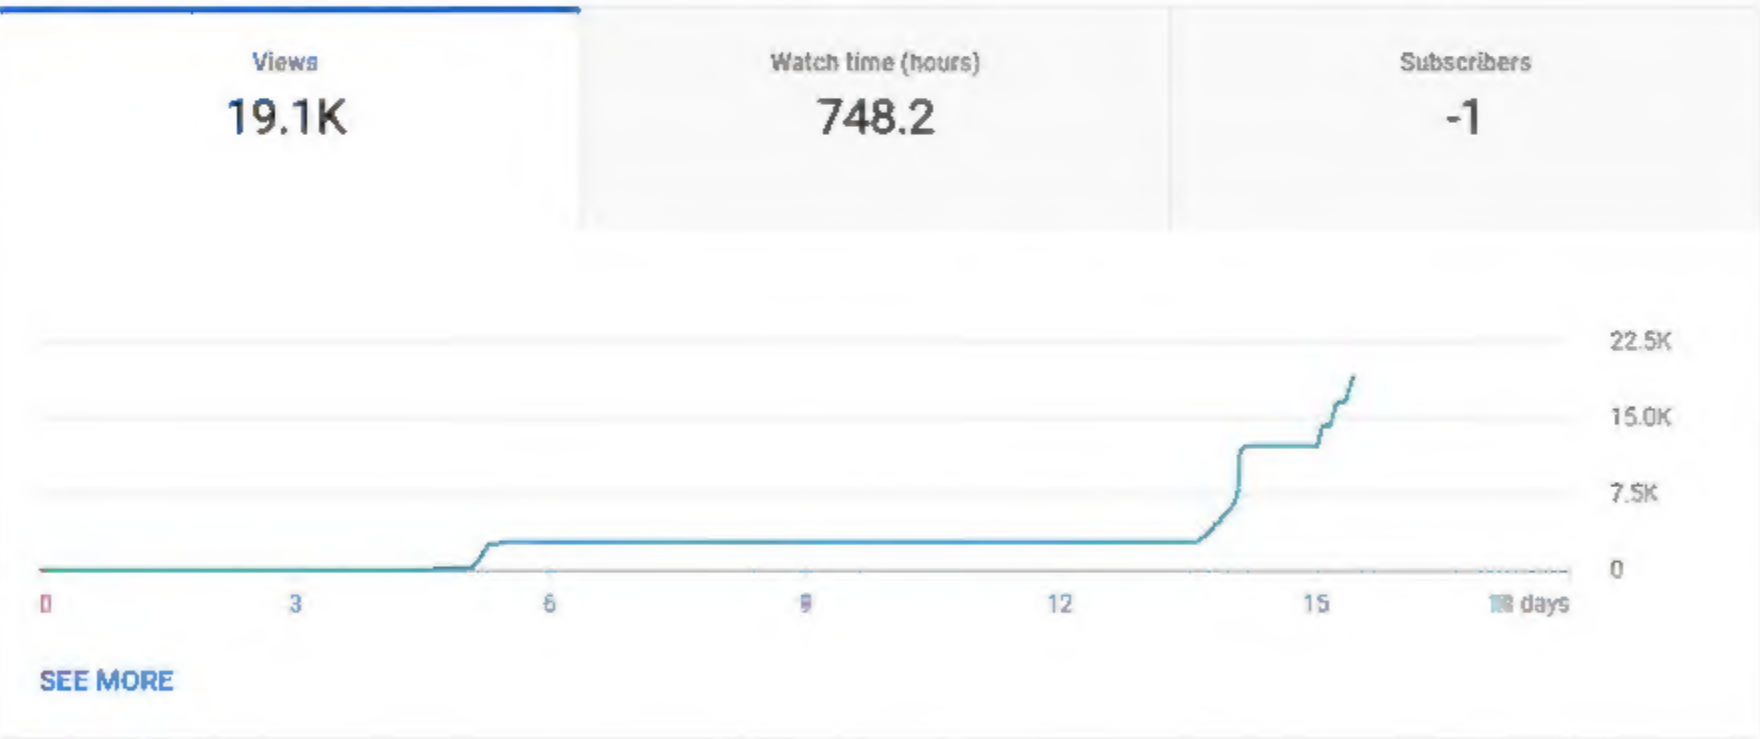 Views
19.1K
Watch time (hours)
748.2
Subscribers
-1
22.5K
15.0K
7.5K
0
0 3 6 9 12 15 days
SEE MORE